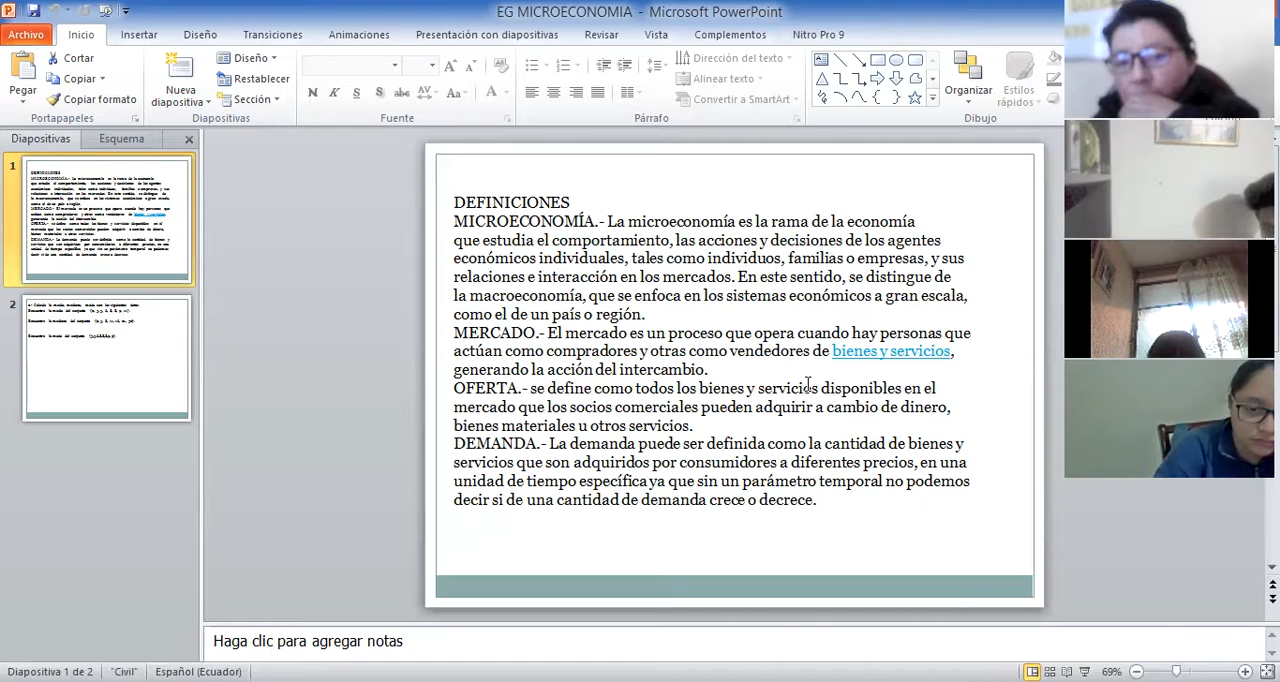 EG MICROECONOMIA - Microsoft PowerPoint
Archivo Inicio Insertar Diseño Transiciones Animaciones Presentación con diapositivas Revisar Vista Complementos Nitro Pro 9
Pegar
Cortar
Copiar
Copiar formato
Portapapeles
Nueva diapositiva
Diseño
Restablecer
Sección
Diapositivas
N K S S abc AV Aa A
Fuente
Dirección del texto
Alinear texto
Convertir a SmartArt
Párrafo
Organizar
Estilos rápidos
Dibujo
Diapositivas Esquema
1
2
DEFINICIONES
MICROECONOMÍA.- La microeconomía es la rama de la economía
que estudia el comportamiento, las acciones y decisiones de los agentes
económicos individuales, tales como individuos, familias o empresas, y sus
relaciones e interacción en los mercados. En este sentido, se distingue de
la macroeconomía, que se enfoca en los sistemas económicos a gran escala,
como el de un país o región.
MERCADO.- El mercado es un proceso que opera cuando hay personas que
actúan como compradores y otras como vendedores de bienes y servicios,
generando la acción del intercambio.
OFERTA.- se define como todos los bienes y servicios disponibles en el
mercado que los socios comerciales pueden adquirir a cambio de dinero,
bienes materiales u otros servicios.
DEMANDA.- La demanda puede ser definida como la cantidad de bienes y
servicios que son adquiridos por consumidores a diferentes precios, en una
unidad de tiempo específica ya que sin un parámetro temporal no podemos
decir si de una cantidad de demanda crece o decrece.
Haga clic para agregar notas
Diapositiva 1 de 2 "Civil" Español (Ecuador) 69%